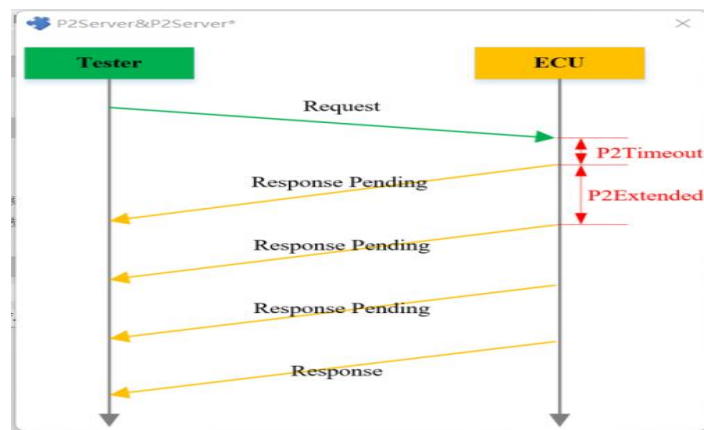 P2Server&P2Server*
Tester
ECU
Request
P2Timeout
Response Pending
P2Extended
Response Pending
Response Pending
Response